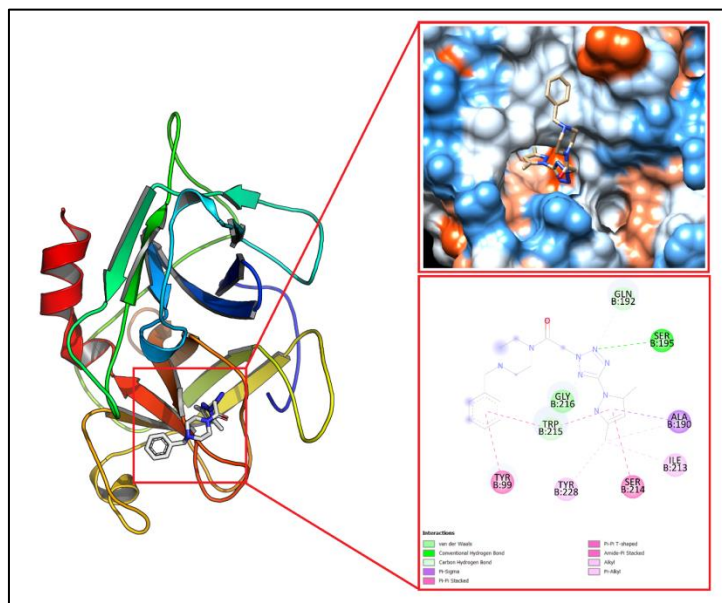 O
GLN
B:192
N
SER
B:195
GLY
B:216
TRP
B:215
ALA
B:190
ILE
B:213
TYR
B:99
TYR
B:228
SER
B:214
Interactions
van der Waals
Conventional Hydrogen Bond
Carbon Hydrogen Bond
Pi-Sigma
Pi-Pi Stacked
Pi-Pi T-shaped
Amide-Pi Stacked
Alkyl
Pi-Alkyl